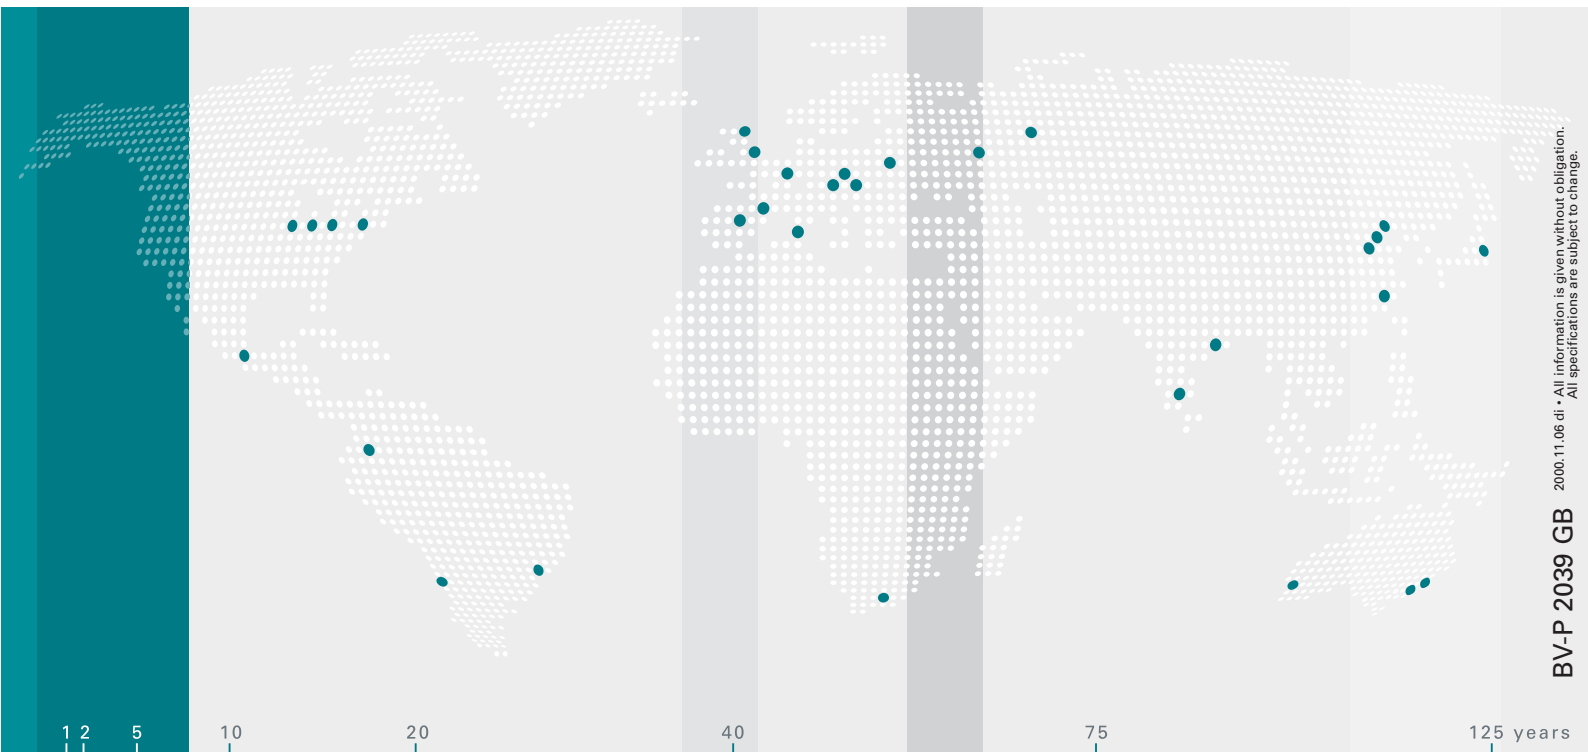 2000.11.06 di • All information is given without obligation.
All specifications are subject to change.
BV-P 2039 GB
1 2 5 10 20 40 75 125 years